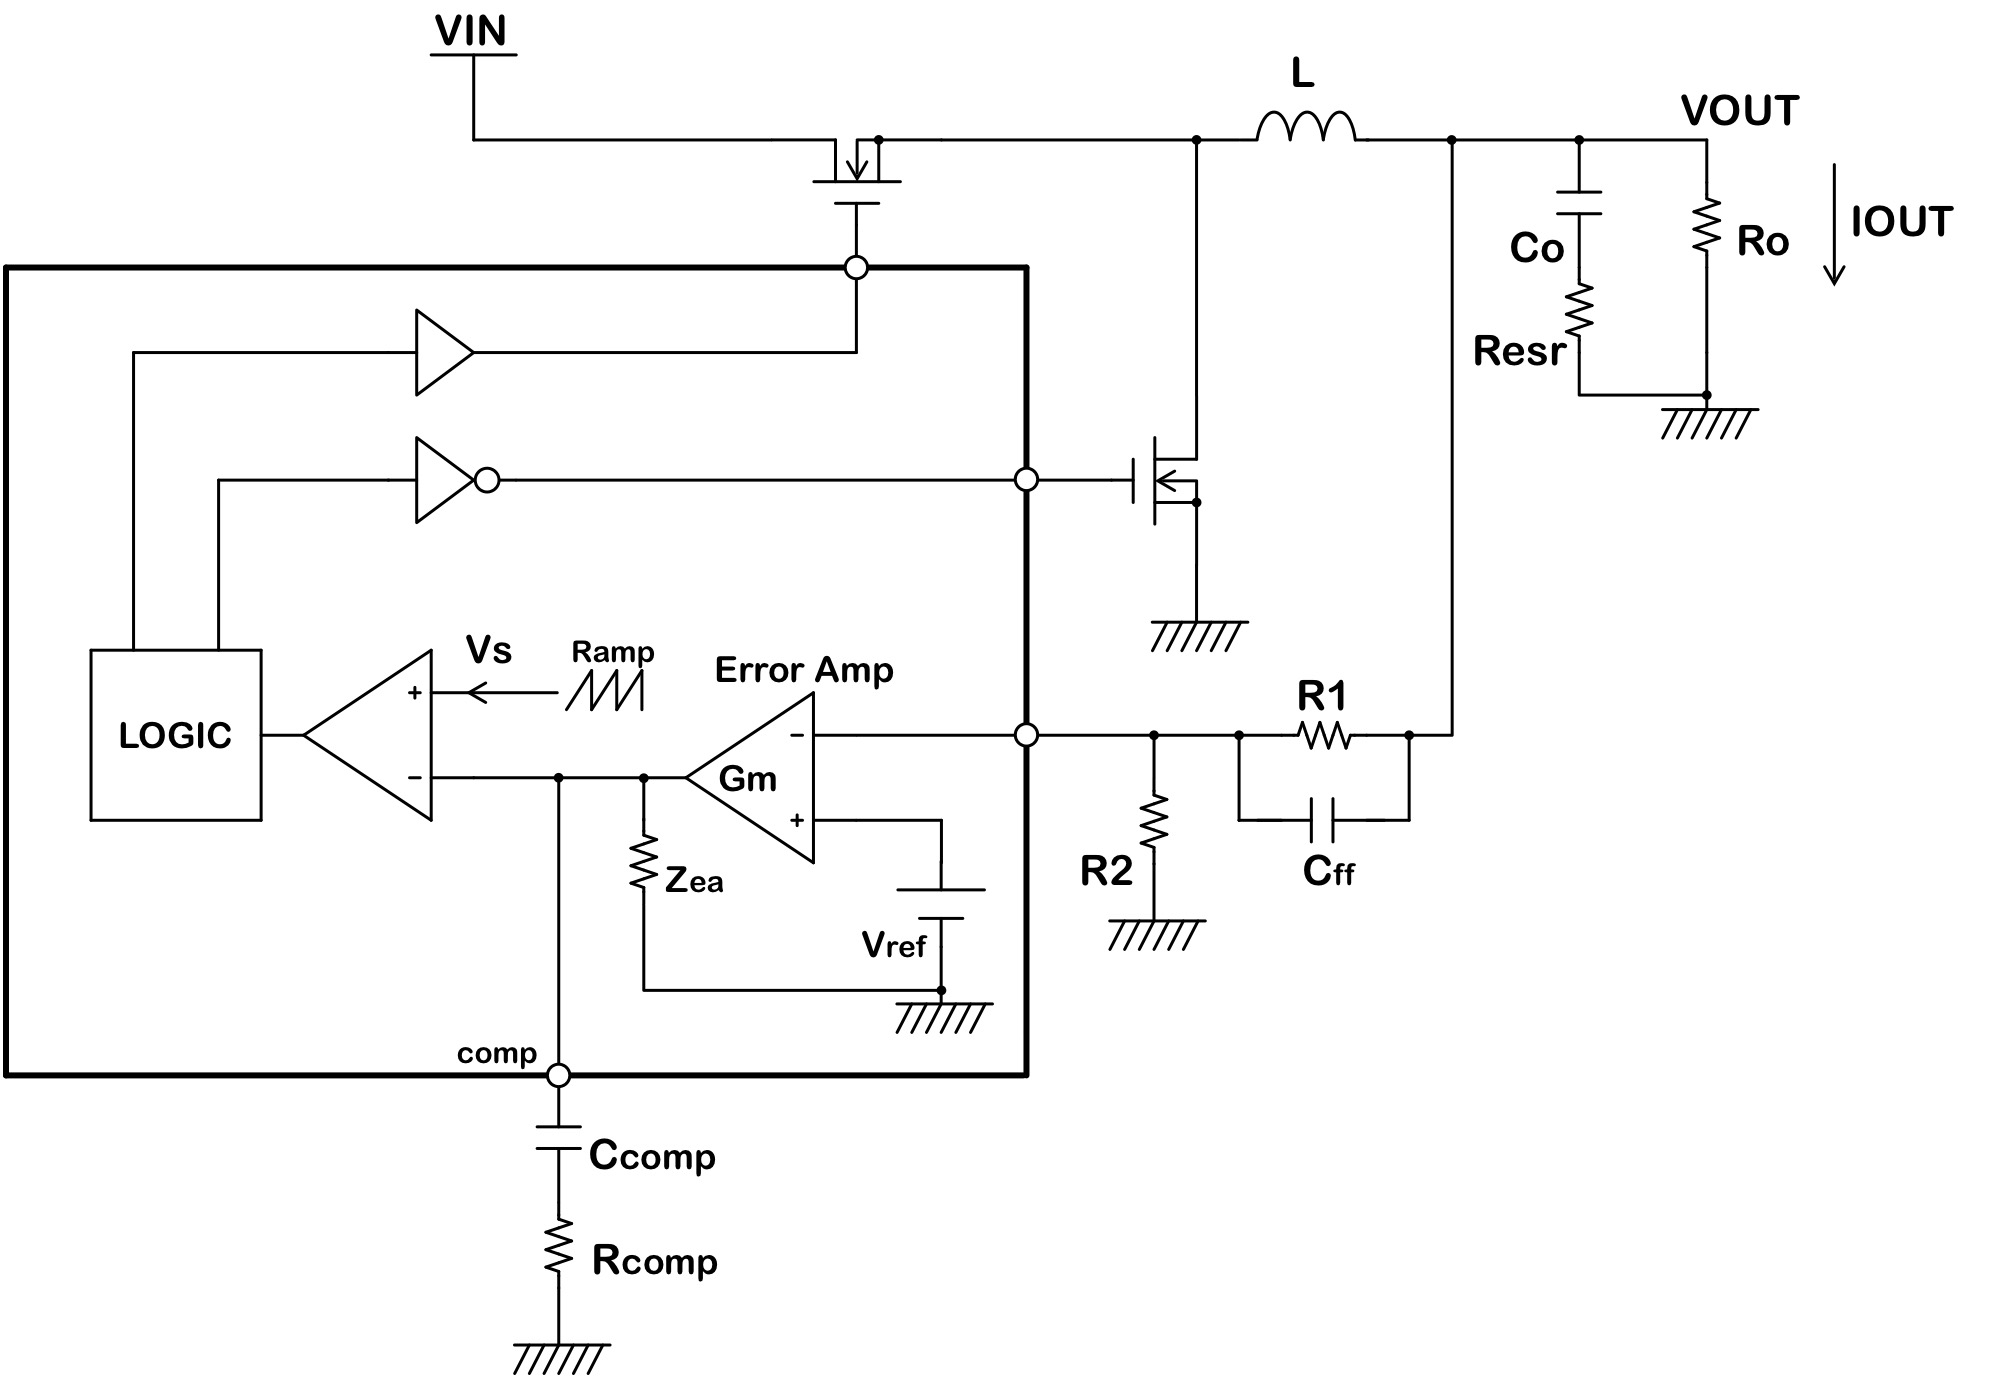 VIN
L
VOUT
IOUT
Co
Ro
Resr
Vs
Ramp
Error Amp
+
−
R1
LOGIC
−
Gm
+
Zea
R2
Cff
Vref
comp
Ccomp
Rcomp